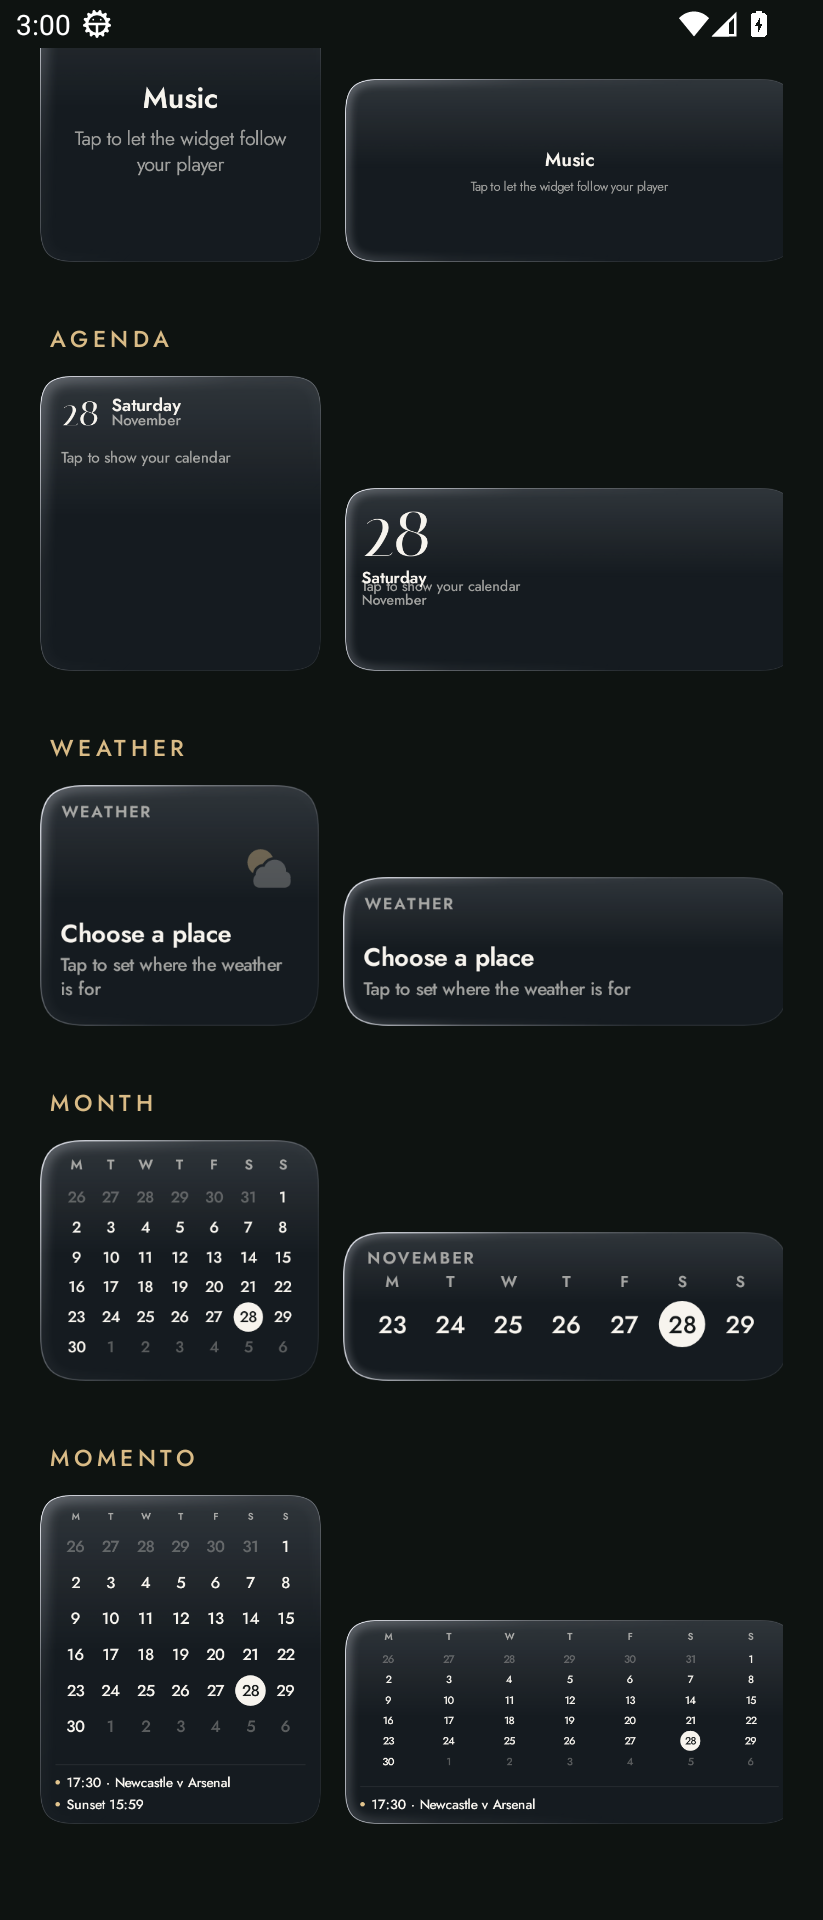 3:00
Music
Tap to let the widget follow
your player
Music
Tap to let the widget follow your player
AGENDA
28
Saturday
November
Tap to show your calendar
28
Saturday
Tap to show your calendar
November
WEATHER
WEATHER
Choose a place
Tap to set where the weather
is for
WEATHER
Choose a place
Tap to set where the weather is for
MONTH
M T W T F S S
26 27 28 29 30 31 1
2 3 4 5 6 7 8
9 10 11 12 13 14 15
16 17 18 19 20 21 22
23 24 25 26 27 28 29
30 1 2 3 4 5 6
NOVEMBER
M T W T F S S
23 24 25 26 27 28 29
MOMENTO
M T W T F S S
26 27 28 29 30 31 1
2 3 4 5 6 7 8
9 10 11 12 13 14 15
16 17 18 19 20 21 22
23 24 25 26 27 28 29
30 1 2 3 4 5 6
• 17:30 · Newcastle v Arsenal
• Sunset 15:59
M T W T F S S
26 27 28 29 30 31 1
2 3 4 5 6 7 8
9 10 11 12 13 14 15
16 17 18 19 20 21 22
23 24 25 26 27 28 29
30 1 2 3 4 5 6
• 17:30 · Newcastle v Arsenal